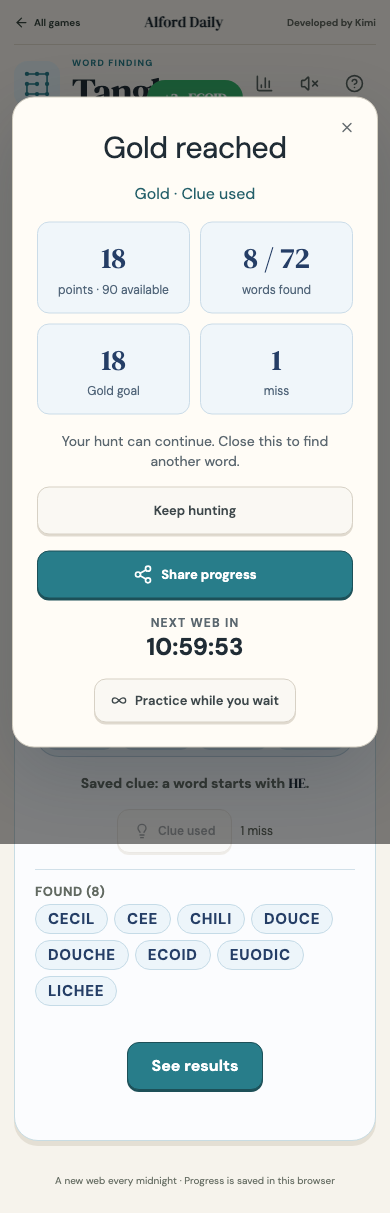 All games
Alford Daily
Developed by Kimi
WORD FINDING
Gold reached
Gold · Clue used
18
points · 90 available
8 / 72
words found
18
Gold goal
1
miss
Your hunt can continue. Close this to find
another word.
Keep hunting
Share progress
NEXT WEB IN
10:59:53
Practice while you wait
Saved clue: a word starts with HE.
Clue used
1 miss
FOUND (8)
CECIL
CEE
CHILI
DOUCE
DOUCHE
ECOID
EUODIC
LICHEE
See results
A new web every midnight · Progress is saved in this browser